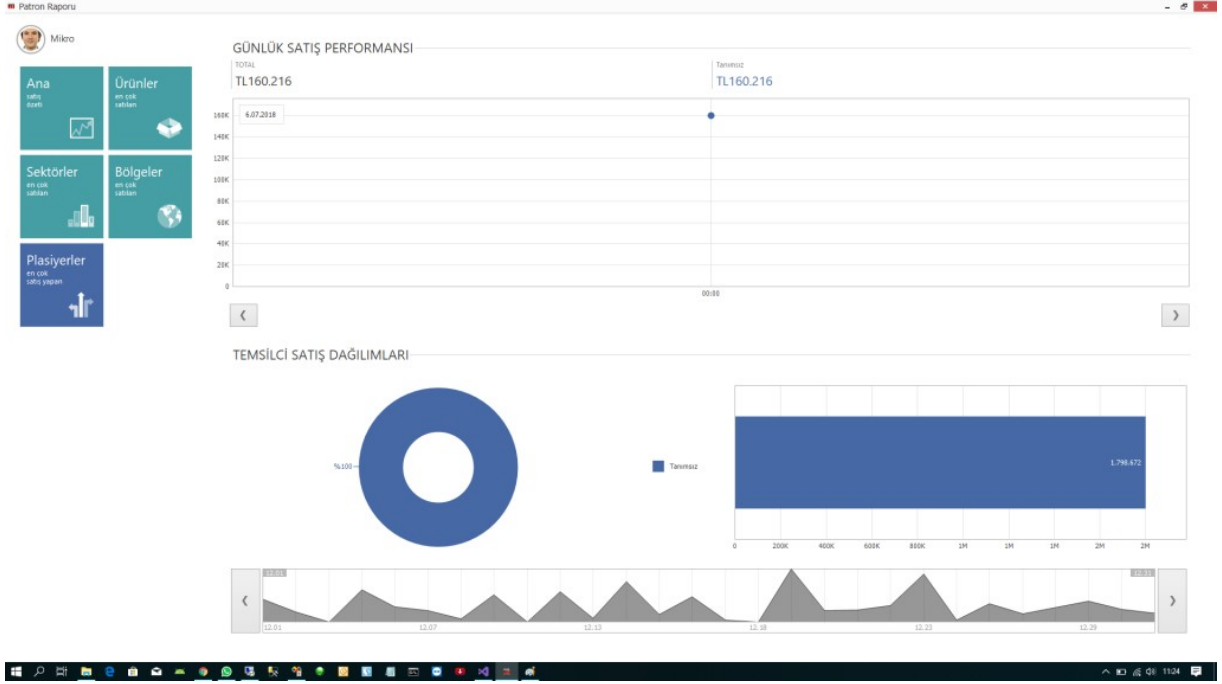 Patron Raporu
Mikro
Ana
satış
özeti
Ürünler
en çok
satılan
Sektörler
en çok
satılan
Bölgeler
en çok
satılan
Plasiyerler
en çok
satış yapan
GÜNLÜK SATIŞ PERFORMANSI
TOTAL
TL160.216
Tanımsız
TL160.216
6.07.2018
160K
140K
120K
100K
80K
60K
40K
20K
0
00:00
TEMSİLCİ SATIŞ DAĞILIMLARI
%100
Tanımsız
1.798.672
0 200K 400K 600K 800K 1M 1M 1M 2M 2M
12.01 12.31
12.01 12.07 12.13 12.18 12.23 12.29
11:24